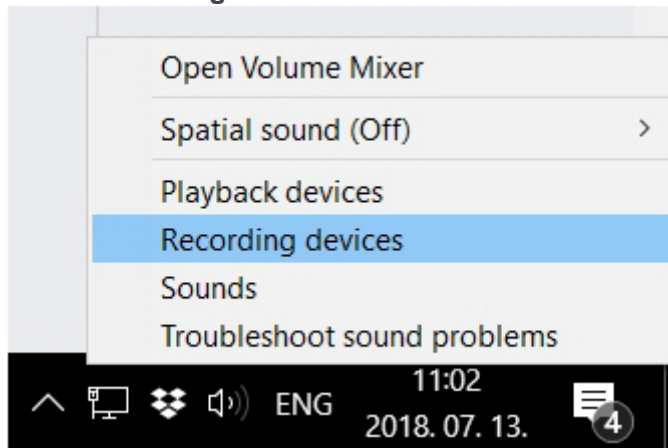 Open Volume Mixer
Spatial sound (Off)
Playback devices
Recording devices
Sounds
Troubleshoot sound problems
ENG
11:02
2018. 07. 13.
4